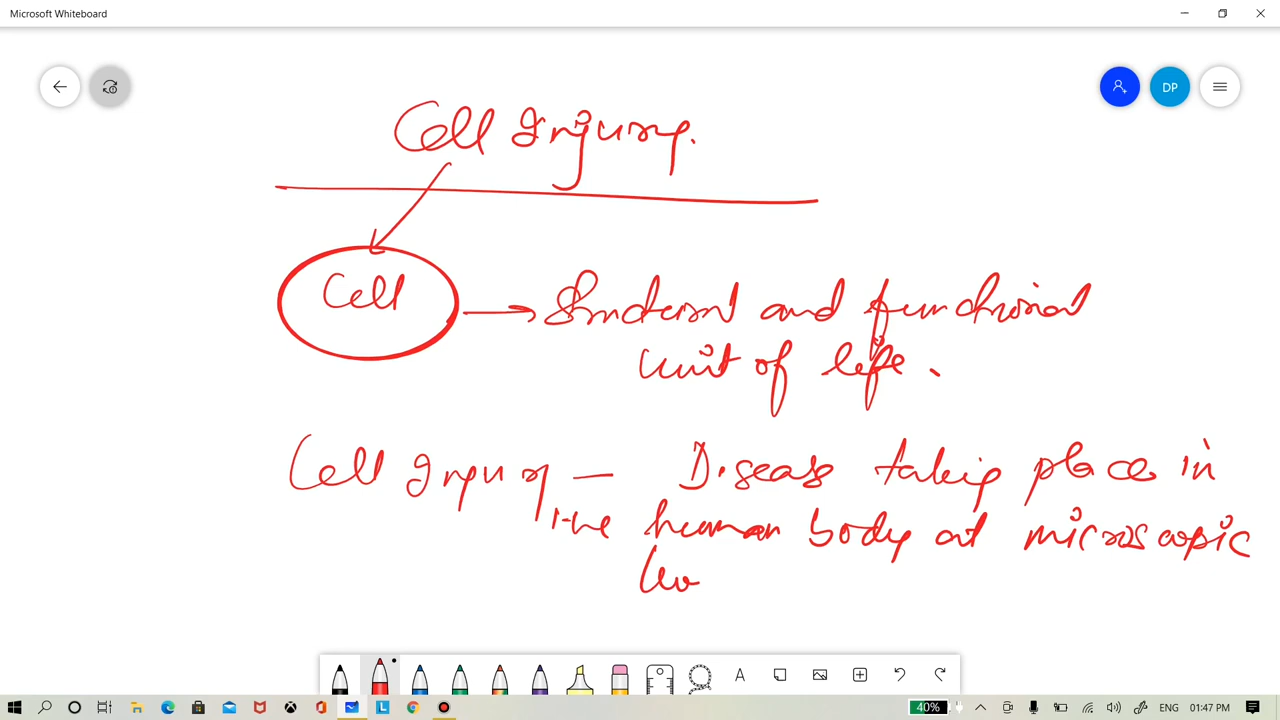 Microsoft Whiteboard
DP
Cell Injury.
Cell
Structural and functional
unit of life.
Cell Injury - Disease taking place in
the human body at microscopic
A
40%
ENG
01:47 PM